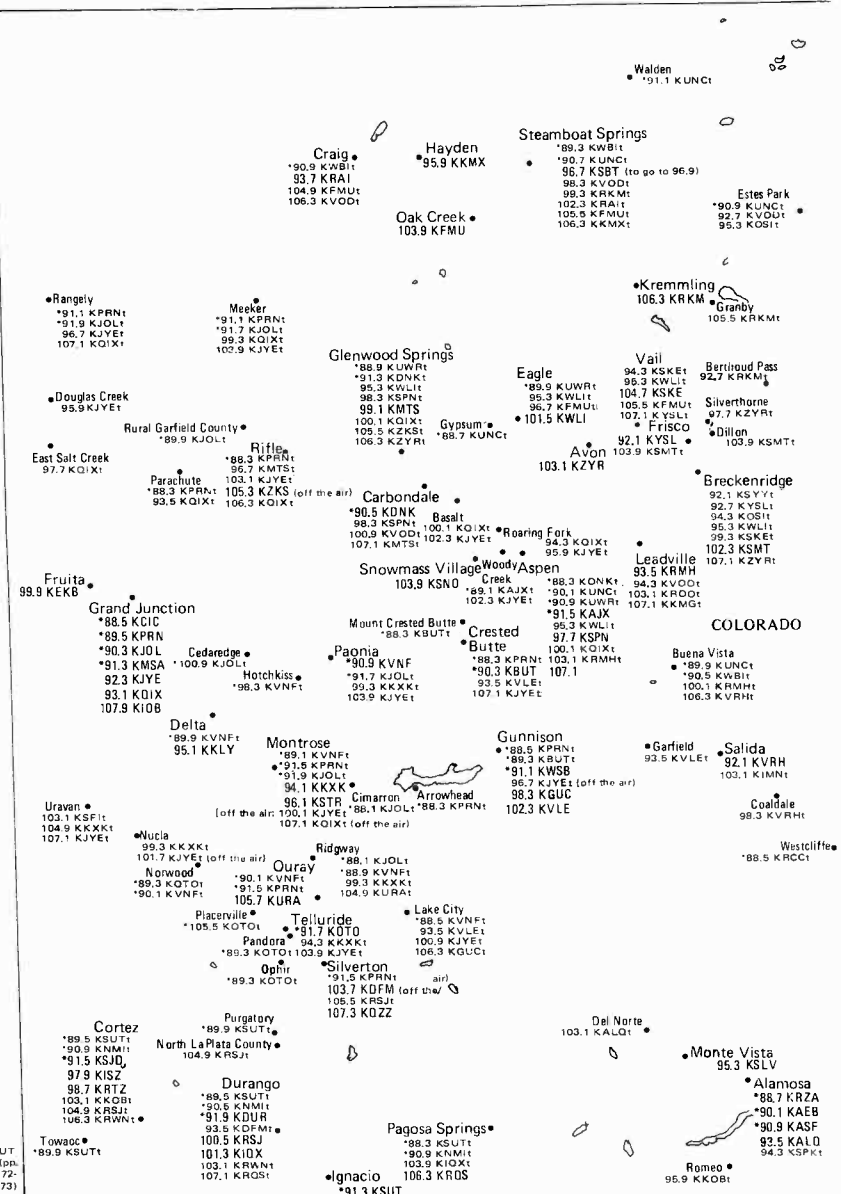 Walden
*91.1 KUNCt
Steamboat Springs
*89.3 KWBIt
*90.7 KUNCt
96.7 KSBT (to go to 96.9)
98.3 KVODt
99.3 KRKMt
102.3 KRAIt
105.5 KFMUt
106.3 KKMXt
Hayden
*95.9 KKMX
Craig
*90.9 KWBIt
93.7 KRAI
104.9 KFMUt
106.3 KVODt
Estes Park
*90.9 KUNCt
92.7 KVODt
95.3 KOSIt
Oak Creek
103.9 KFMU
Kremmling
106.3 KRKM
Granby
105.5 KRKMt
Rangely
*91.1 KPRNt
*91.9 KJOLt
96.7 KJYEt
107.1 KQIXt
Meeker
*91.1 KPRNt
*91.7 KJOLt
99.3 KQIXt
103.9 KJYEt
Glenwood Springs
*88.9 KUWRt
*91.3 KDNKt
95.3 KWLIt
98.3 KSPNt
99.1 KMTS
100.1 KQIXt
105.5 KZKSt
106.3 KZYRt
Eagle
*89.9 KUWRt
95.3 KWLIt
96.7 KFMUt
101.5 KWLI
Vail
94.3 KSKEt
95.3 KWLIt
104.7 KSKE
105.5 KFMUt
107.1 KYSLt
Berthoud Pass
92.7 KRKMt
Silverthorne
97.7 KZYRt
Douglas Creek
95.9 KJYEt
Rural Garfield County
*89.9 KJOLt
Gypsum
*88.7 KUNCt
Frisco
92.1 KYSL
103.9 KSMTt
Dillon
103.9 KSMTt
East Salt Creek
97.7 KQIXt
Rifle
*88.3 KPRNt
96.7 KMTSt
103.1 KJYEt
105.3 KZKS (off the air)
106.3 KQIXt
Avon
103.1 KZYR
Parachute
*88.3 KPRNt
93.5 KQIXt
Breckenridge
92.1 KSYYt
92.7 KYSLt
94.3 KOSIt
95.3 KWLIt
99.3 KSKEt
102.3 KSMT
107.1 KZYRt
Carbondale
*90.5 KDNK
98.3 KSPNt
100.9 KVODt
107.1 KMTSt
Basalt
100.1 KQIXt
102.3 KJYEt
Roaring Fork
94.3 KQIXt
95.9 KJYEt
Snowmass Village
103.9 KSNO
Woody
Creek
*89.1 KAJXt
102.3 KJYEt
Aspen
*88.3 KDNKt
*90.1 KUNCt
*90.9 KUWRt
*91.5 KAJX
95.3 KWLIt
97.7 KSPN
100.1 KQIXt
103.1 KRMHt
107.1
Leadville
93.5 KRMH
94.3 KVODt
103.1 KRDOt
107.1 KKMGt
Fruita
99.9 KEKB
Grand Junction
*88.5 KCIC
*89.5 KPRN
*90.3 KJOL
*91.3 KMSA
92.3 KJYE
93.1 KQIX
107.9 KIOB
COLORADO
Mount Crested Butte
*88.3 KBUTt
Crested
Butte
*88.3 KPRNt
*90.3 KBUT
93.5 KVLEt
107.1 KJYEt
Buena Vista
*89.9 KUNCt
*90.5 KWBIt
100.1 KRMHt
106.3 KVRHt
Cedaredge
*100.9 KJOLt
Hotchkiss
*98.3 KVNFt
Paonia
*90.9 KVNF
*91.7 KJOLt
99.3 KKXKt
103.9 KJYEt
Delta
*89.9 KVNFt
95.1 KKLY
Montrose
*89.1 KVNFt
*91.5 KPRNt
*91.9 KJOLt
94.1 KKXK
96.1 KSTR
(off the air) 100.1 KJYEt
107.1 KQIXt (off the air)
Gunnison
*88.5 KPRNt
*89.3 KBUTt
*91.1 KWSB
96.7 KJYEt (off the air)
98.3 KGUC
102.3 KVLE
Garfield
93.5 KVLEt
Salida
92.1 KVRH
103.1 KIMNt
Cimarron
*88.1 KJOLt
Arrowhead
*88.3 KPRNt
Coaldale
98.3 KVRHt
Uravan
103.1 KSFIt
104.9 KKXKt
107.1 KJYEt
Westcliffe
*88.5 KRCCt
Nucla
99.3 KKXKt
101.7 KJYEt (off the air)
Norwood
*89.3 KOTOt
*90.1 KVNFt
Ouray
*90.1 KVNFt
*91.5 KPRNt
105.7 KURA
Ridgway
*88.1 KJOLt
*88.9 KVNFt
99.3 KKXKt
104.9 KURAt
Placerville
*105.5 KOTOt
Telluride
*91.7 KOTO
94.3 KKXKt
103.9 KJYEt
Pandora
*89.3 KOTOt
Lake City
*88.5 KVNFt
93.5 KVLEt
100.9 KJYEt
106.3 KGUCt
Ophir
*89.3 KOTOt
Silverton
*91.5 KPRNt
103.7 KDFM (off the/ air)
105.5 KRSJt
107.3 KQZZ
Purgatory
*89.9 KSUTt
Del Norte
103.1 KALQt
North LaPlata County
104.9 KRSJt
Cortez
*89.5 KSUTt
*90.9 KNMIt
*91.5 KSJD
97.9 KISZ
98.7 KRTZ
103.1 KKOBt
104.9 KRSJt
106.3 KRWNt
Monte Vista
95.3 KSLV
Durango
*89.5 KSUTt
*90.5 KNMIt
*91.9 KDUR
93.5 KDFMt
100.5 KRSJ
101.3 KIQX
103.1 KRWNt
107.1 KRQSt
Alamosa
*88.7 KRZA
*90.1 KAEB
*90.9 KASF
93.5 KALQ
94.3 KSPKt
Pagosa Springs
*88.3 KSUTt
*90.9 KNMIt
103.9 KIQXt
106.3 KRQS
Towaoc
*89.9 KSUTt
Romeo
95.9 KKOBt
Ignacio
*91.3 KSUT
UT
(pp.
72-
73)